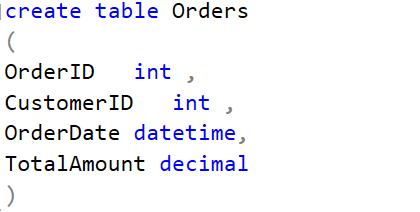 create table Orders
(
OrderID   int ,
CustomerID   int ,
OrderDate datetime,
TotalAmount decimal
)